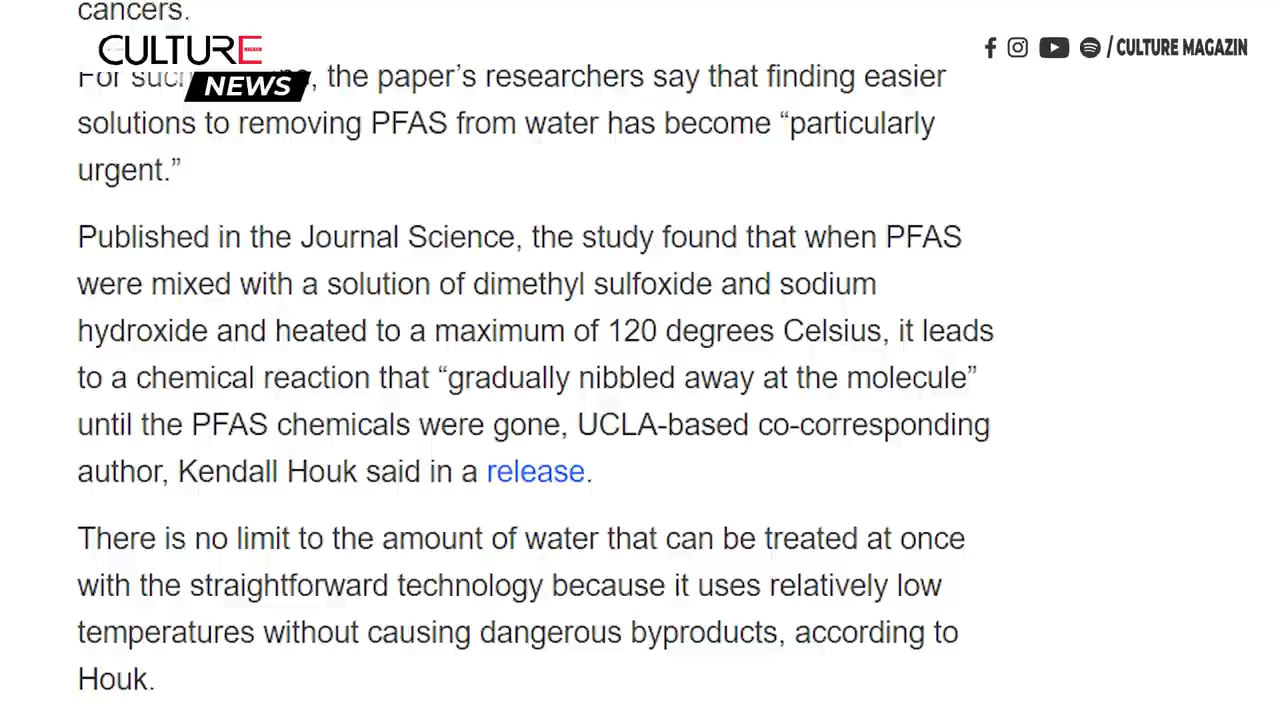 cancers.
CULTURE
NEWS
/ CULTURE MAGAZIN
For such, the paper’s researchers say that finding easier
solutions to removing PFAS from water has become “particularly
urgent.”
Published in the Journal Science, the study found that when PFAS
were mixed with a solution of dimethyl sulfoxide and sodium
hydroxide and heated to a maximum of 120 degrees Celsius, it leads
to a chemical reaction that “gradually nibbled away at the molecule”
until the PFAS chemicals were gone, UCLA-based co-corresponding
author, Kendall Houk said in a release.
There is no limit to the amount of water that can be treated at once
with the straightforward technology because it uses relatively low
temperatures without causing dangerous byproducts, according to
Houk.